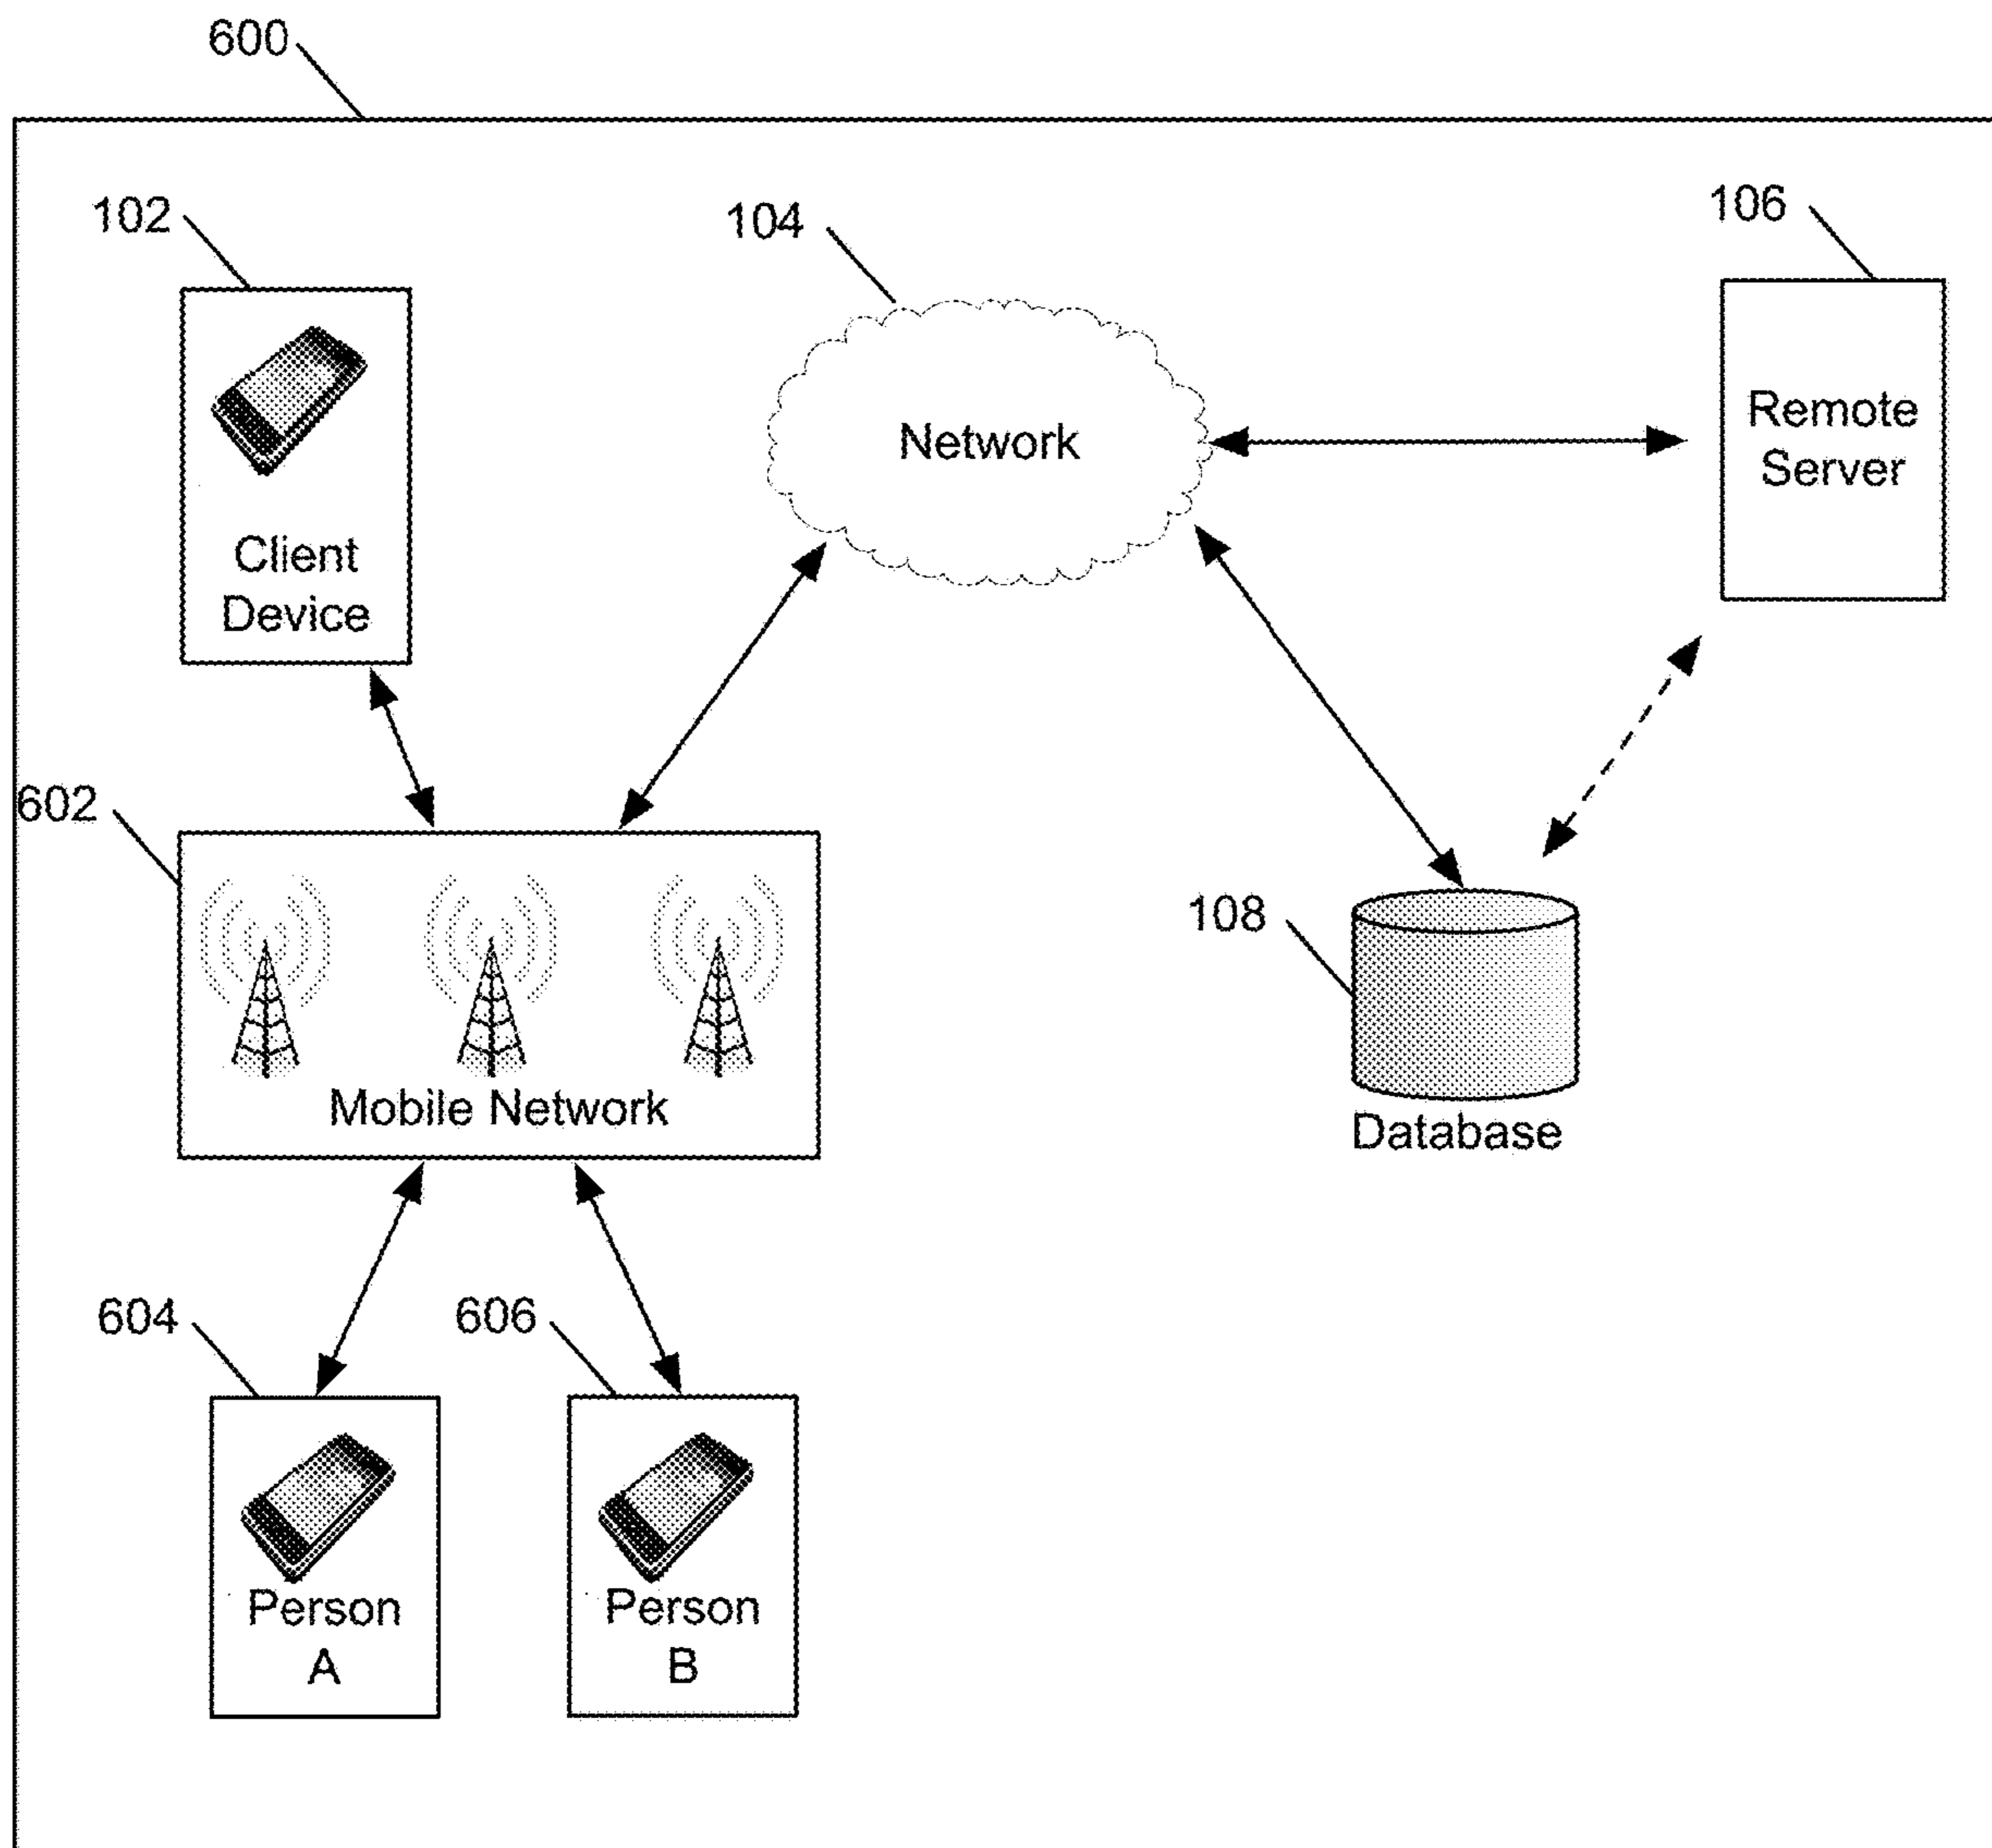 600
102
104
106
Network
Remote
Server
Client
Device
602
108
Mobile Network
Database
604
606
Person
A
Person
B